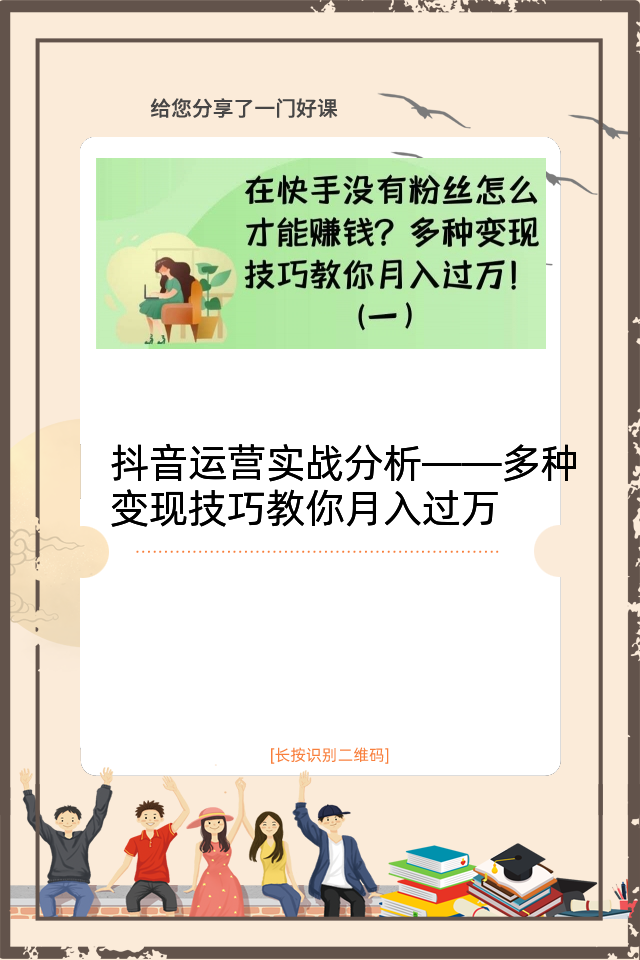 给您分享了一门好课
在快手没有粉丝怎么
才能赚钱？多种变现
技巧教你月入过万！
（一）
抖音运营实战分析——多种
变现技巧教你月入过万
[长按识别二维码]